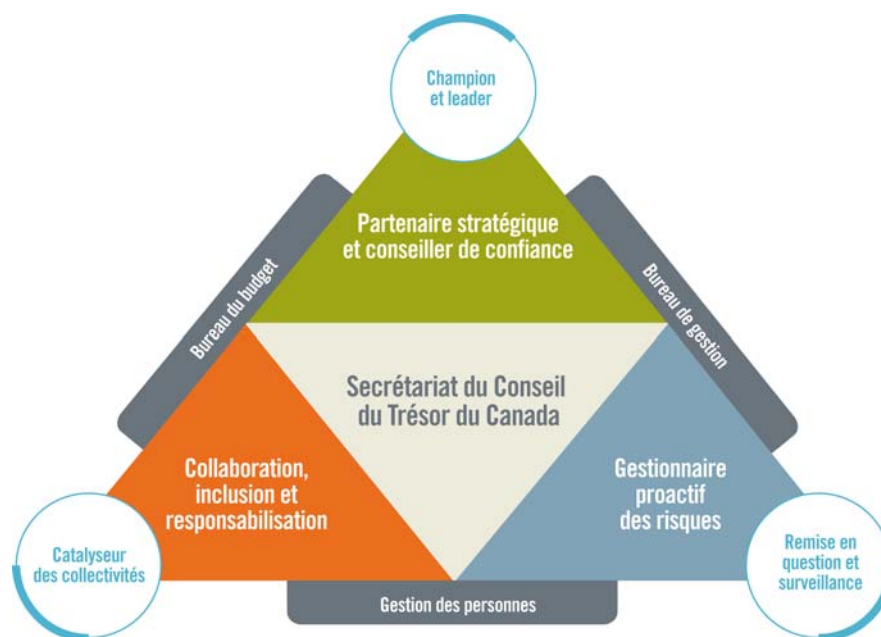 Champion
et leader
Partenaire stratégique
et conseiller de confiance
Bureau du budget
Bureau de gestion
Secrétariat du Conseil
du Trésor du Canada
Collaboration,
inclusion et
responsabilisation
Gestionnaire
proactif
des risques
Catalyseur
des collectivités
Remise en
question et
surveillance
Gestion des personnes